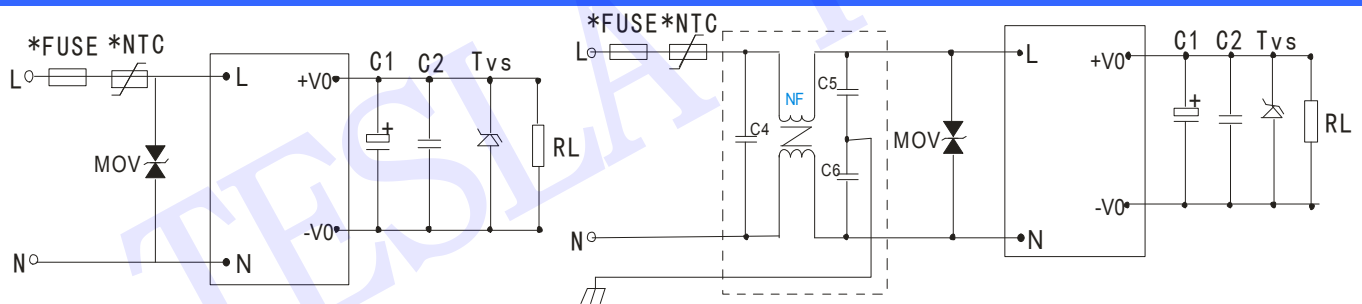 *FUSE *NTC
L
L
+V0
C1
C2
Tvs
MOV
RL
-V0
N
N
*FUSE*NTC
L
L
+V0
C1
C2
Tvs
C5
NF
C4
MOV
RL
C6
-V0
N
N
TESLA